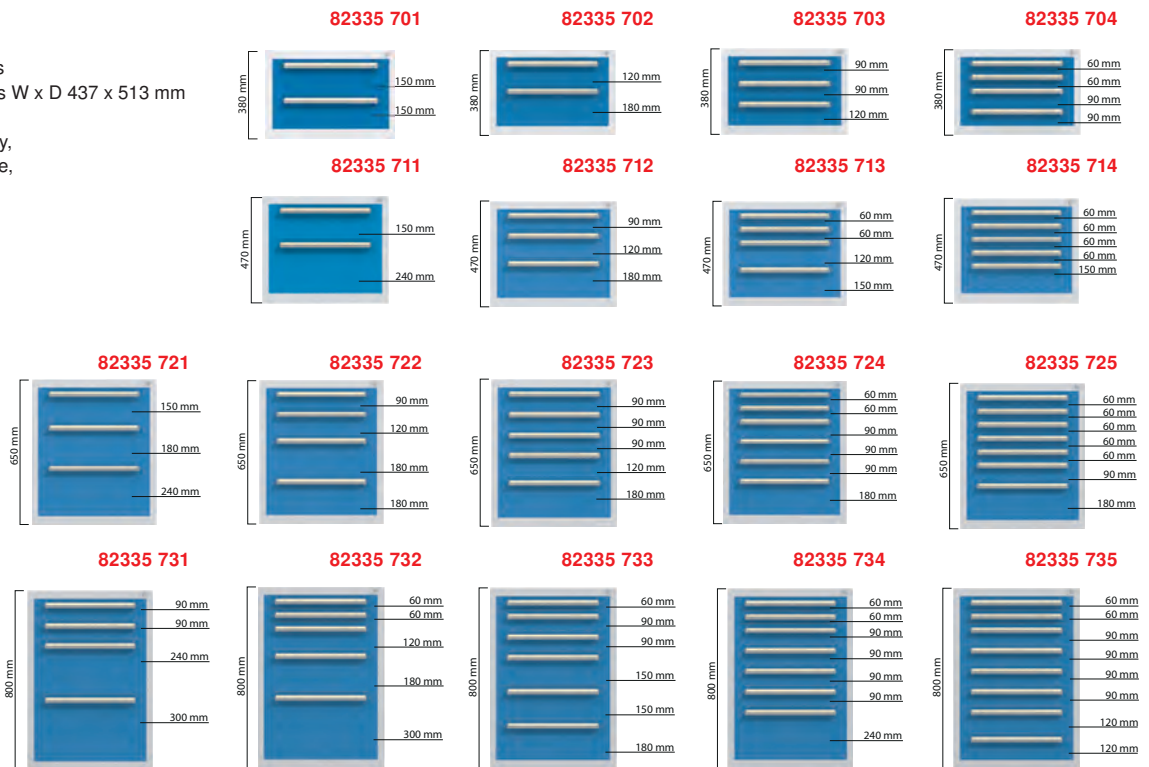 s
s W x D 437 x 513 mm
y,
e,
82335 701
380 mm
150 mm
150 mm
82335 702
380 mm
120 mm
180 mm
82335 703
380 mm
90 mm
90 mm
120 mm
82335 704
380 mm
60 mm
60 mm
90 mm
90 mm
82335 711
470 mm
150 mm
240 mm
82335 712
470 mm
90 mm
120 mm
180 mm
82335 713
470 mm
60 mm
60 mm
120 mm
150 mm
82335 714
470 mm
60 mm
60 mm
60 mm
60 mm
150 mm
82335 721
650 mm
150 mm
180 mm
240 mm
82335 722
650 mm
90 mm
120 mm
180 mm
180 mm
82335 723
650 mm
90 mm
90 mm
90 mm
120 mm
180 mm
82335 724
650 mm
60 mm
60 mm
90 mm
90 mm
90 mm
180 mm
82335 725
650 mm
60 mm
60 mm
60 mm
60 mm
60 mm
90 mm
180 mm
82335 731
800 mm
90 mm
90 mm
240 mm
300 mm
82335 732
800 mm
60 mm
60 mm
120 mm
180 mm
300 mm
82335 733
800 mm
60 mm
90 mm
90 mm
150 mm
150 mm
180 mm
82335 734
800 mm
60 mm
60 mm
90 mm
90 mm
90 mm
90 mm
240 mm
82335 735
800 mm
60 mm
60 mm
90 mm
90 mm
90 mm
90 mm
120 mm
120 mm